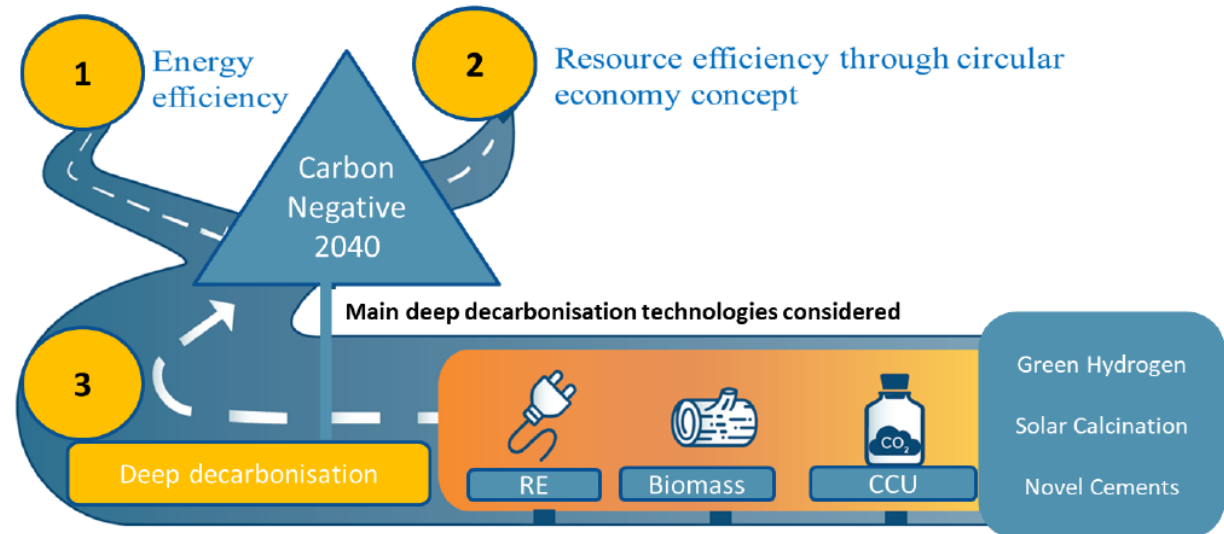 1
Energy
efficiency
2
Resource efficiency through circular
economy concept
Carbon
Negative
2040
Main deep decarbonisation technologies considered
3
Deep decarbonisation
RE
Biomass
CO₂
CCU
Green Hydrogen
Solar Calcination
Novel Cements